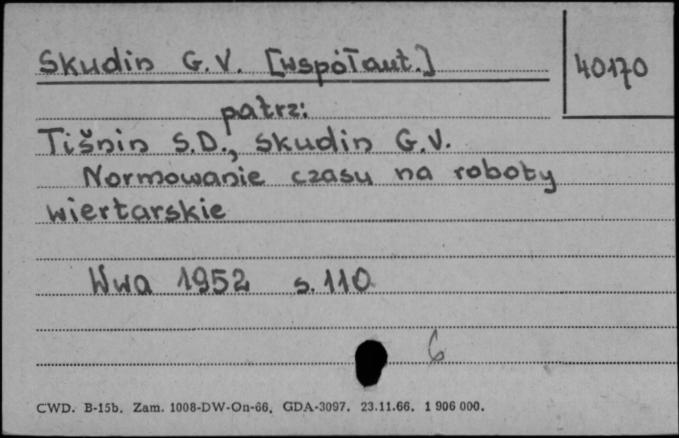 Skudin G.V. [współaut.]
40170
patrz:
Tišnin S.D., Skudin G.V.
Normowanie czasu na roboty
wiertarskie
Wwa 1952 s. 110
6
CWD. B-15b. Zam. 1008-DW-On-66. GDA-3097. 23.11.66. 1 906 000.